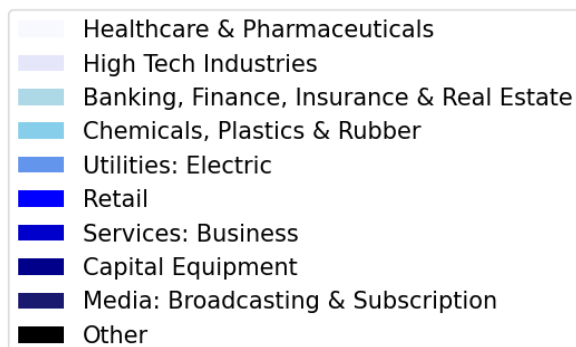 Healthcare & Pharmaceuticals
High Tech Industries
Banking, Finance, Insurance & Real Estate
Chemicals, Plastics & Rubber
Utilities: Electric
Retail
Services: Business
Capital Equipment
Media: Broadcasting & Subscription
Other